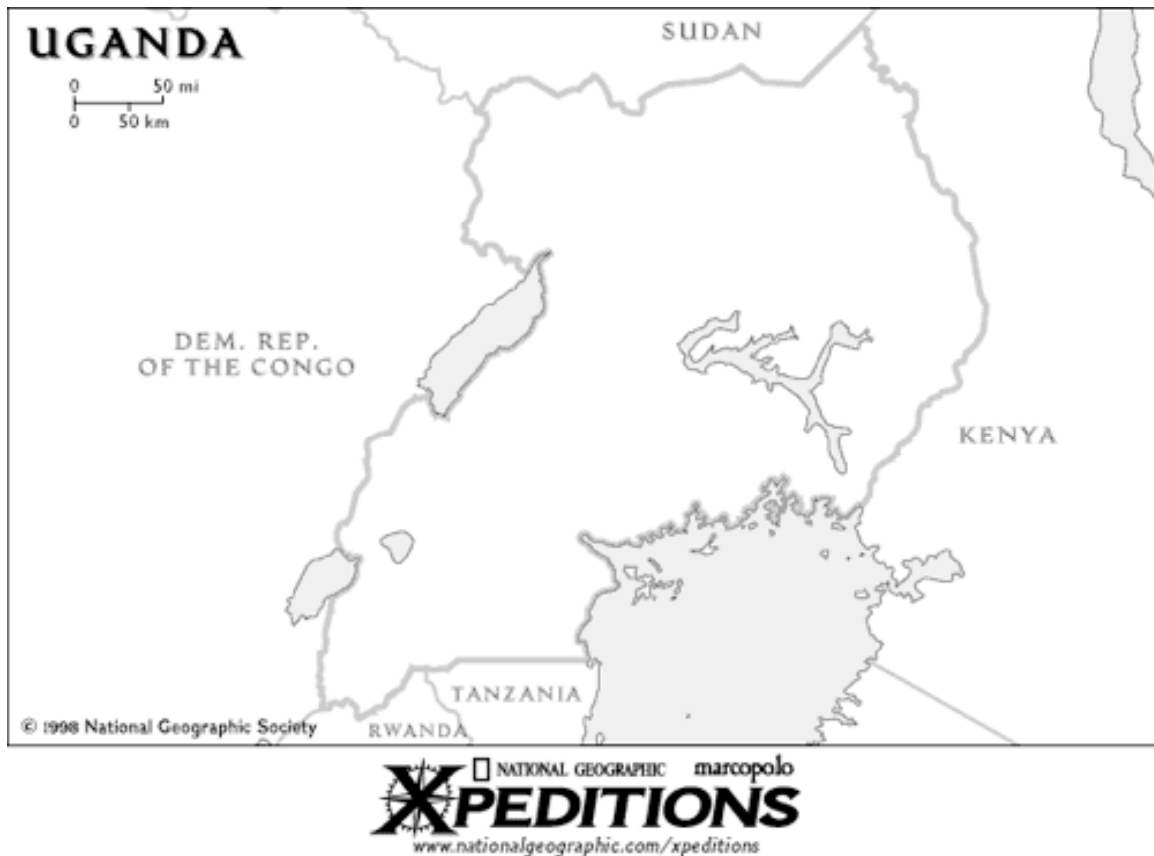 UGANDA
SUDAN
0 50 mi
0 50 km
DEM. REP.
OF THE CONGO
KENYA
TANZANIA
RWANDA
© 1998 National Geographic Society
NATIONAL GEOGRAPHIC marcopolo
XPEDITIONS
www.nationalgeographic.com/xpeditions